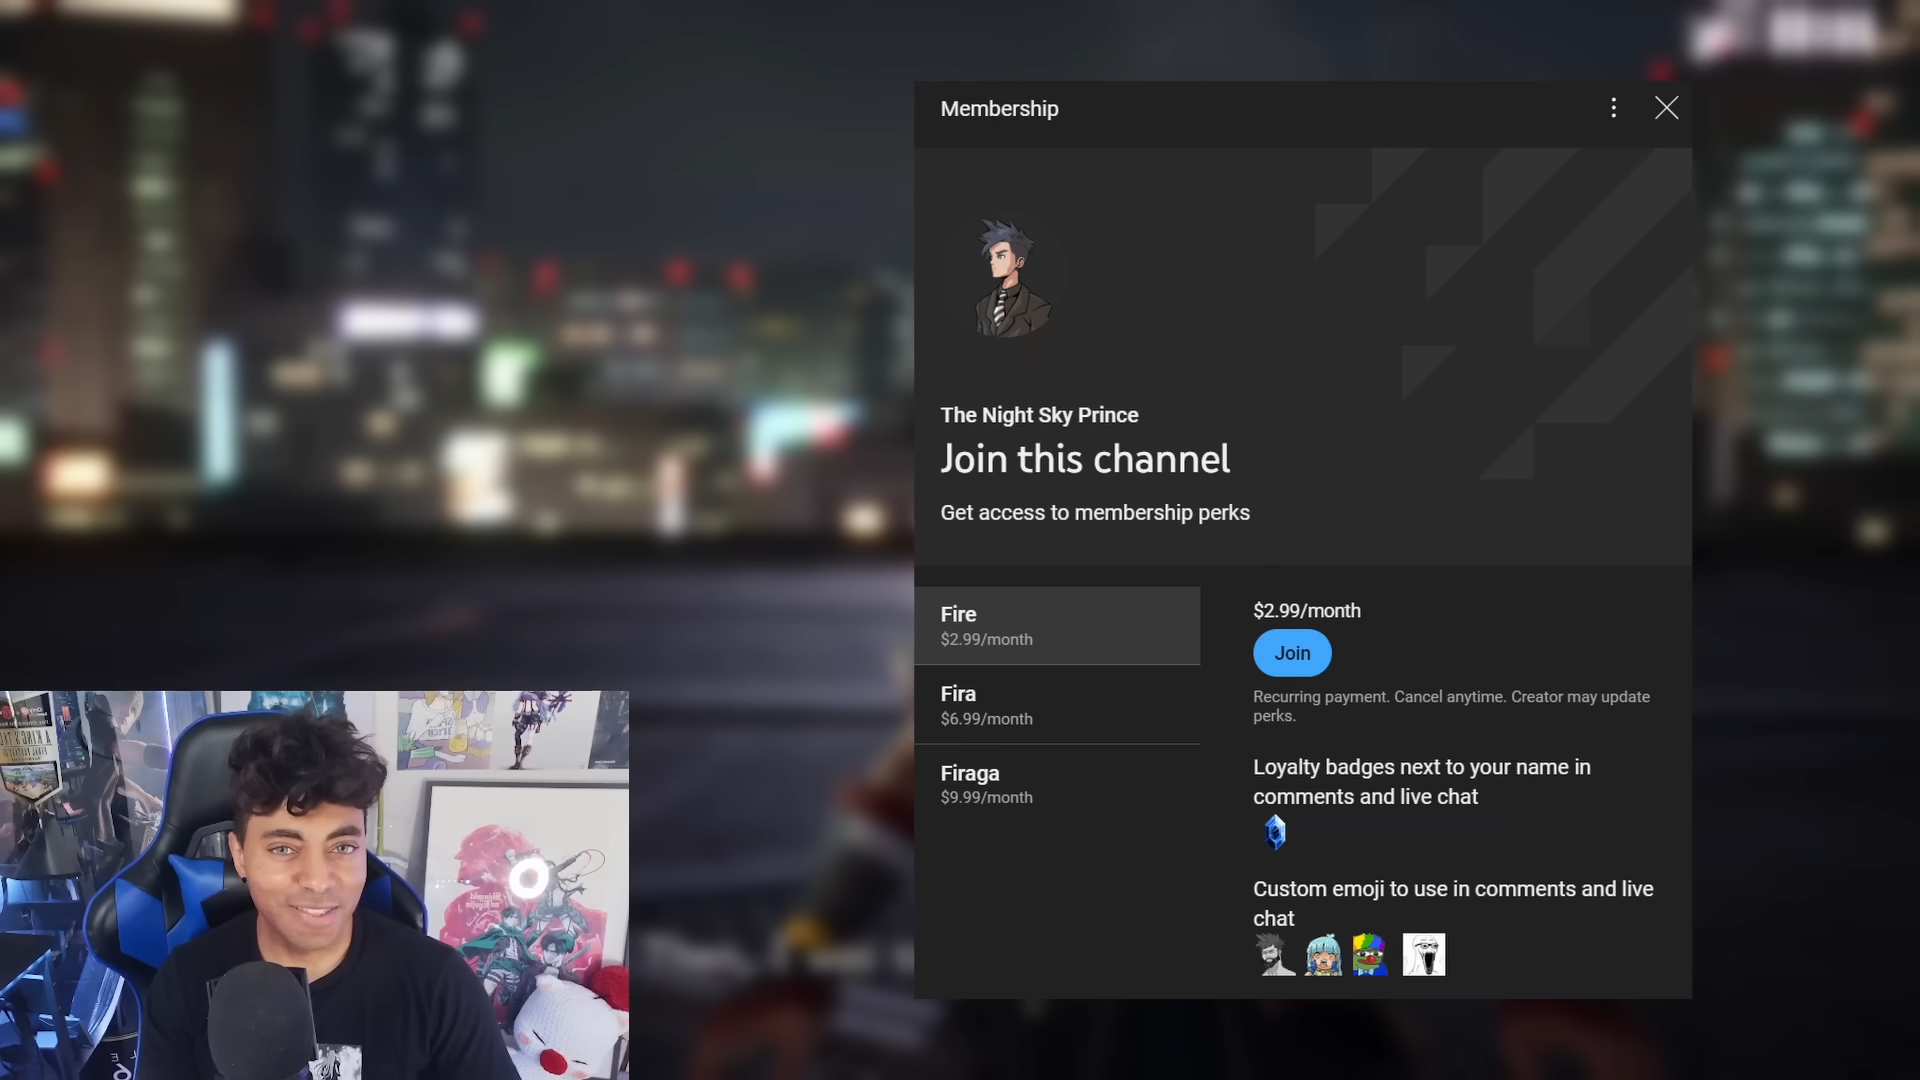 Membership
The Night Sky Prince
Join this channel
Get access to membership perks
Fire
$2.99/month
Fira
$6.99/month
Firaga
$9.99/month
$2.99/month
Join
Recurring payment. Cancel anytime. Creator may update
perks.
Loyalty badges next to your name in
comments and live chat
Custom emoji to use in comments and live
chat
A KING'S TALE